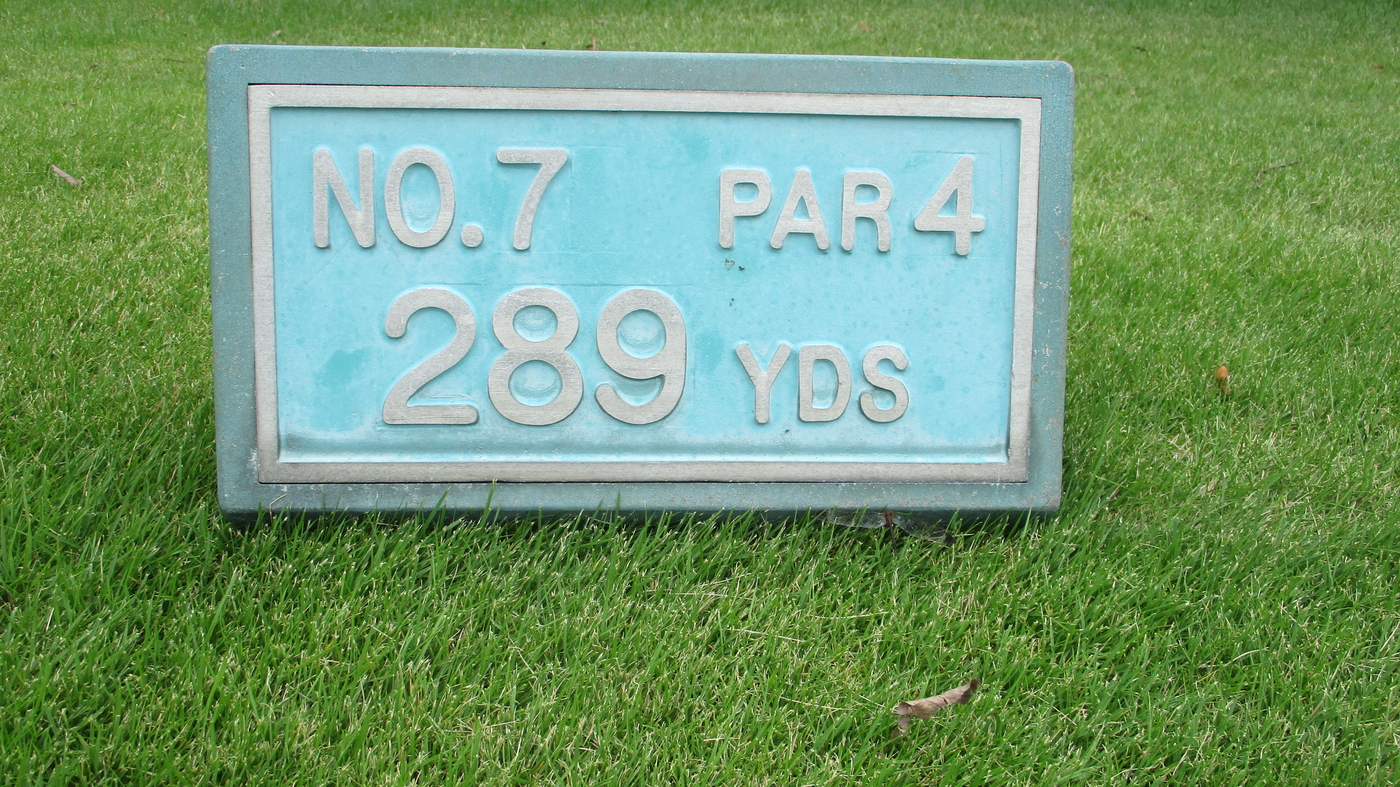 NO. 7 PAR 4
289 YDS